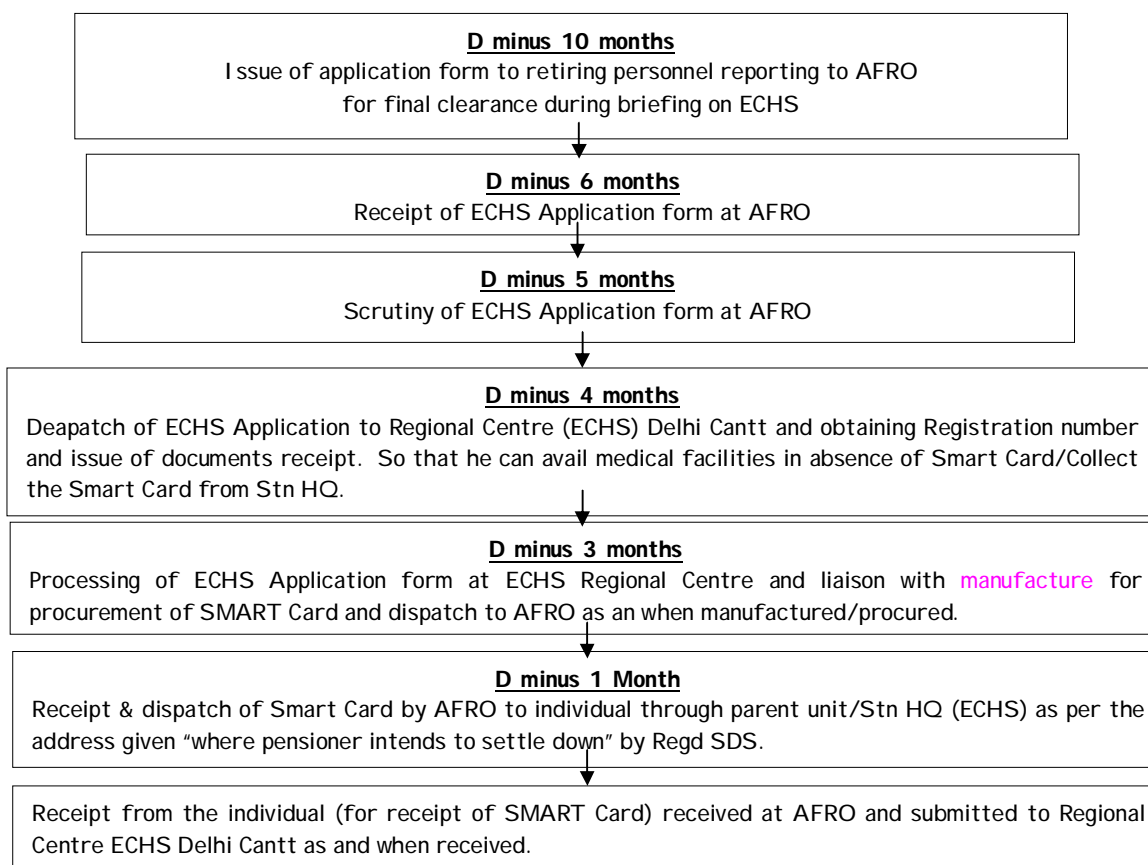 D minus 10 months
Issue of application form to retiring personnel reporting to AFRO
for final clearance during briefing on ECHS
D minus 6 months
Receipt of ECHS Application form at AFRO
D minus 5 months
Scrutiny of ECHS Application form at AFRO
D minus 4 months
Deapatch of ECHS Application to Regional Centre (ECHS) Delhi Cantt and obtaining Registration number
and issue of documents receipt. So that he can avail medical facilities in absence of Smart Card/Collect
the Smart Card from Stn HQ.
D minus 3 months
Processing of ECHS Application form at ECHS Regional Centre and liaison with manufacture for
procurement of SMART Card and dispatch to AFRO as an when manufactured/procured.
D minus 1 Month
Receipt & dispatch of Smart Card by AFRO to individual through parent unit/Stn HQ (ECHS) as per the
address given “where pensioner intends to settle down” by Regd SDS.
Receipt from the individual (for receipt of SMART Card) received at AFRO and submitted to Regional
Centre ECHS Delhi Cantt as and when received.